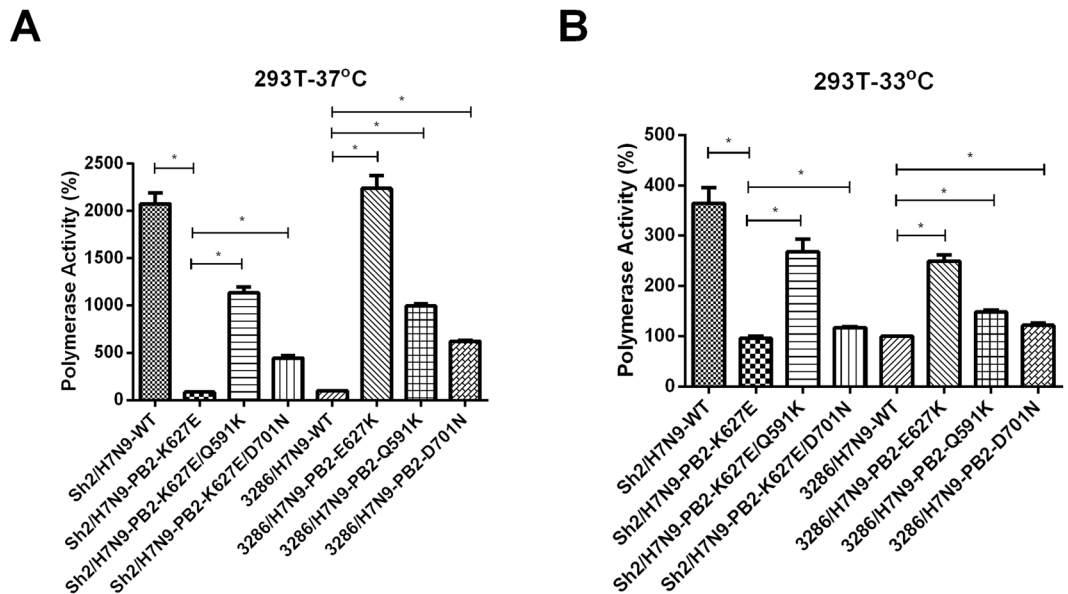 A
293T-37°C
*
*
*
*
*
*
Polymerase Activity (%)
2500
2000
1500
1000
500
0
Sh2/H7N9-WT
Sh2/H7N9-PB2-K627E
Sh2/H7N9-PB2-K627E/Q591K
Sh2/H7N9-PB2-K627E/D701N
3286/H7N9-WT
3286/H7N9-PB2-E627K
3286/H7N9-PB2-Q591K
3286/H7N9-PB2-D701N
B
293T-33°C
*
*
*
*
*
*
Polymerase Activity (%)
500
400
300
200
100
0
Sh2/H7N9-WT
Sh2/H7N9-PB2-K627E
Sh2/H7N9-PB2-K627E/Q591K
Sh2/H7N9-PB2-K627E/D701N
3286/H7N9-WT
3286/H7N9-PB2-E627K
3286/H7N9-PB2-Q591K
3286/H7N9-PB2-D701N